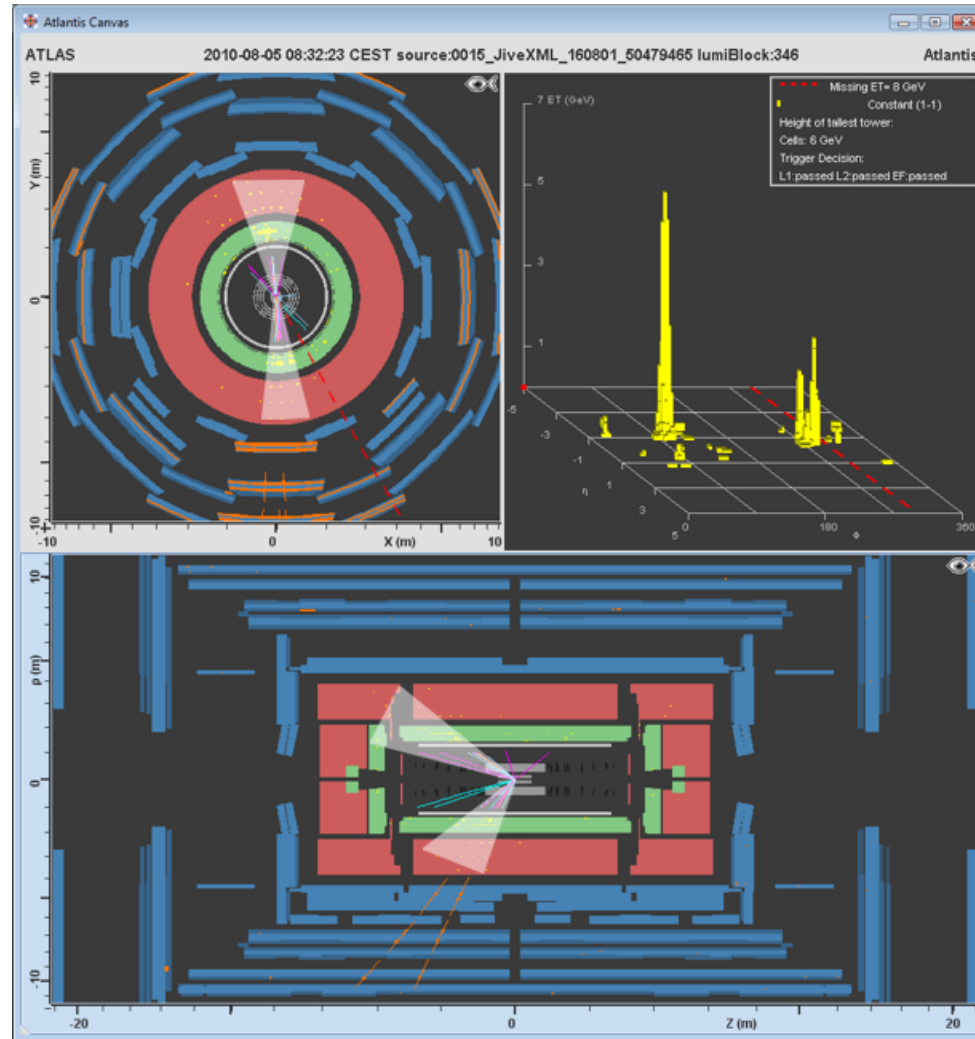 Atlantis Canvas
ATLAS 2010-08-05 08:32:23 CEST source:0015_JiveXML_160801_50479465 lumiBlock:346 Atlantis
10
Y (m)
0
-10
-10 0 X (m) 10
7 ET (GeV)
5
3
1
-5
-3
-1
η 1
3
5
0
180
Φ
360
Missing ET= 8 GeV
Constant (1-1)
Height of tallest tower:
Cells: 6 GeV
Trigger Decision:
L1:passed L2:passed EF:passed
10
ρ (m)
0
-10
-20 0 Z (m) 20